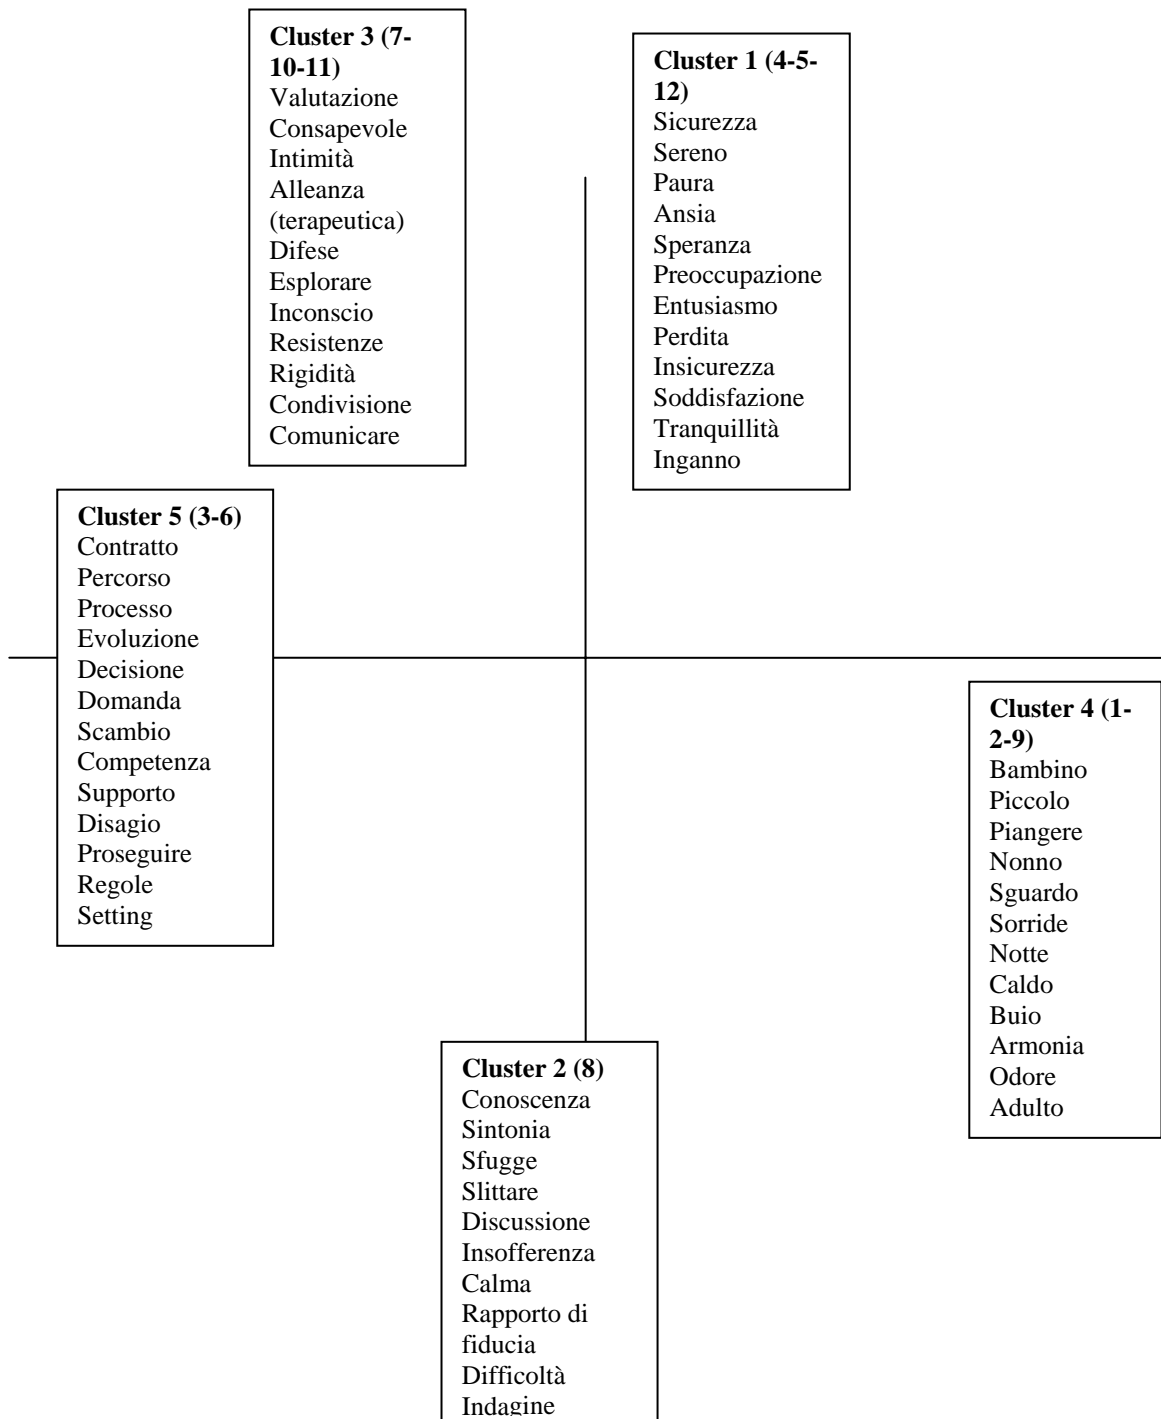 Cluster 3 (7-
10-11)
Valutazione
Consapevole
Intimità
Alleanza
(terapeutica)
Difese
Esplorare
Inconscio
Resistenze
Rigidità
Condivisione
Comunicare
Cluster 1 (4-5-
12)
Sicurezza
Sereno
Paura
Ansia
Speranza
Preoccupazione
Entusiasmo
Perdita
Insicurezza
Soddisfazione
Tranquillità
Inganno
Cluster 5 (3-6)
Contratto
Percorso
Processo
Evoluzione
Decisione
Domanda
Scambio
Competenza
Supporto
Disagio
Proseguire
Regole
Setting
Cluster 4 (1-
2-9)
Bambino
Piccolo
Piangere
Nonno
Sguardo
Sorride
Notte
Caldo
Buio
Armonia
Odore
Adulto
Cluster 2 (8)
Conoscenza
Sintonia
Sfugge
Slittare
Discussione
Insofferenza
Calma
Rapporto di
fiducia
Difficoltà
Indagine